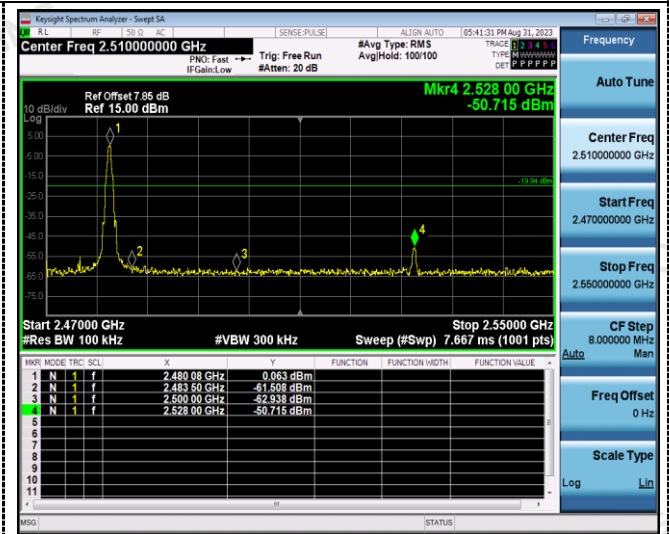 Keysight Spectrum Analyzer - Swept SA
RL RF 50 Ω AC SENSE:PULSE ALIGN AUTO 05:41:31 PM Aug 31, 2023
Center Freq 2.510000000 GHz
PNO: Fast
IFGain:Low
Trig: Free Run
#Atten: 20 dB
#Avg Type: RMS
Avg|Hold: 100/100
TRACE 1 2 3 4 5 6
TYPE M WWWWW
DET P P P P P P
Frequency
Auto Tune
Center Freq
2.510000000 GHz
Start Freq
2.470000000 GHz
Stop Freq
2.550000000 GHz
CF Step
8.000000 MHz
Auto Man
Freq Offset
0 Hz
Scale Type
Log Lin
Mkr4 2.528 00 GHz
-50.715 dBm
Ref Offset 7.85 dB
10 dB/div Ref 15.00 dBm
Log
5.00
-5.00
-15.0
-25.0
-35.0
-45.0
-55.0
-65.0
-75.0
1
2
3
4
-19.94 dBm
Start 2.47000 GHz Stop 2.55000 GHz
#Res BW 100 kHz #VBW 300 kHz Sweep (#Swp) 7.667 ms (1001 pts)
MKR MODE TRC SCL X Y FUNCTION FUNCTION WIDTH FUNCTION VALUE
1 N 1 f 2.480 08 GHz 0.063 dBm
2 N 1 f 2.483 50 GHz -61.508 dBm
3 N 1 f 2.500 00 GHz -62.938 dBm
4 N 1 f 2.528 00 GHz -50.715 dBm
5
6
7
8
9
10
11
MSG STATUS